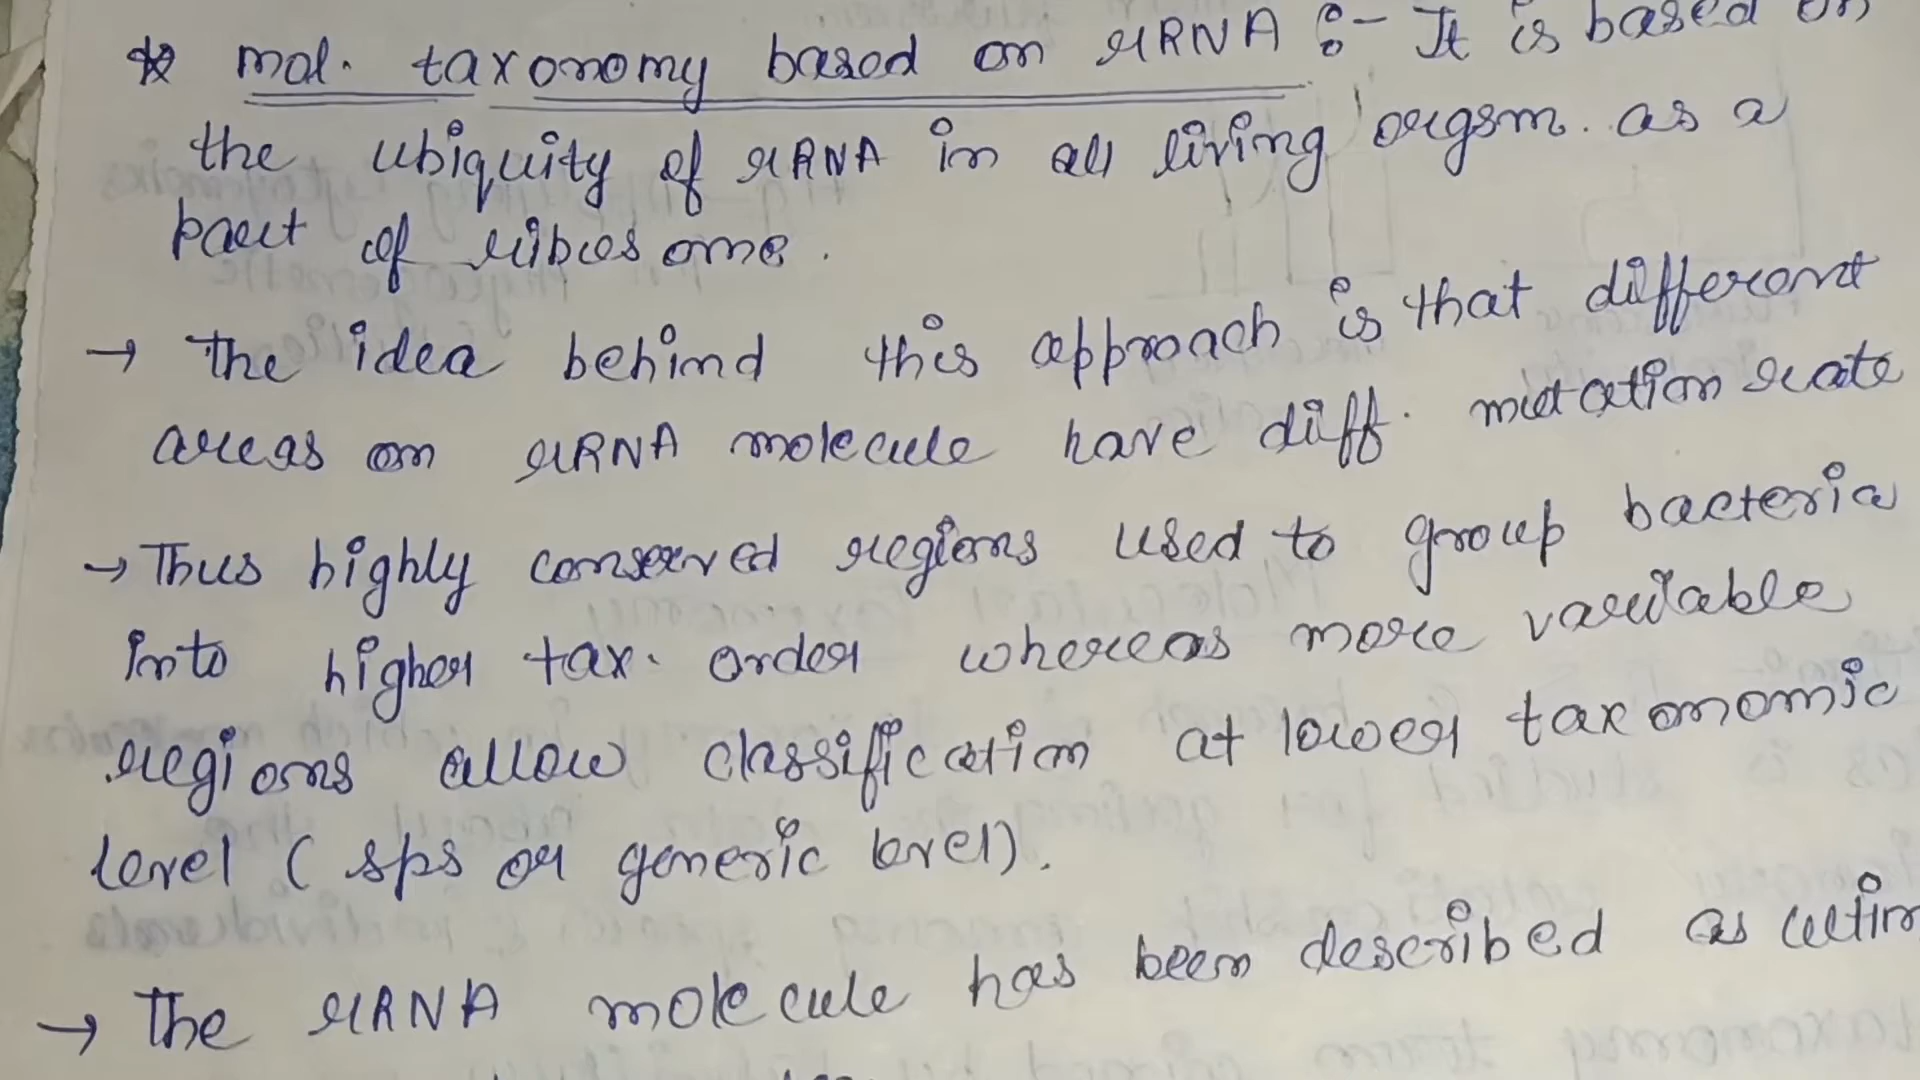 * mol. taxonomy based on rRNA :- It is based on
the ubiquity of rRNA in all living orgsm. as a
part of ribosome.
→ The idea behind this approach is that different
areas on rRNA molecule have diff. mutation rate
→ Thus highly conserved regions used to group bacteria
into higher tax. order whereas more variable
regions allow classification at lower taxonomic
level ( sps or generic level).
→ The rRNA molecule has been described as